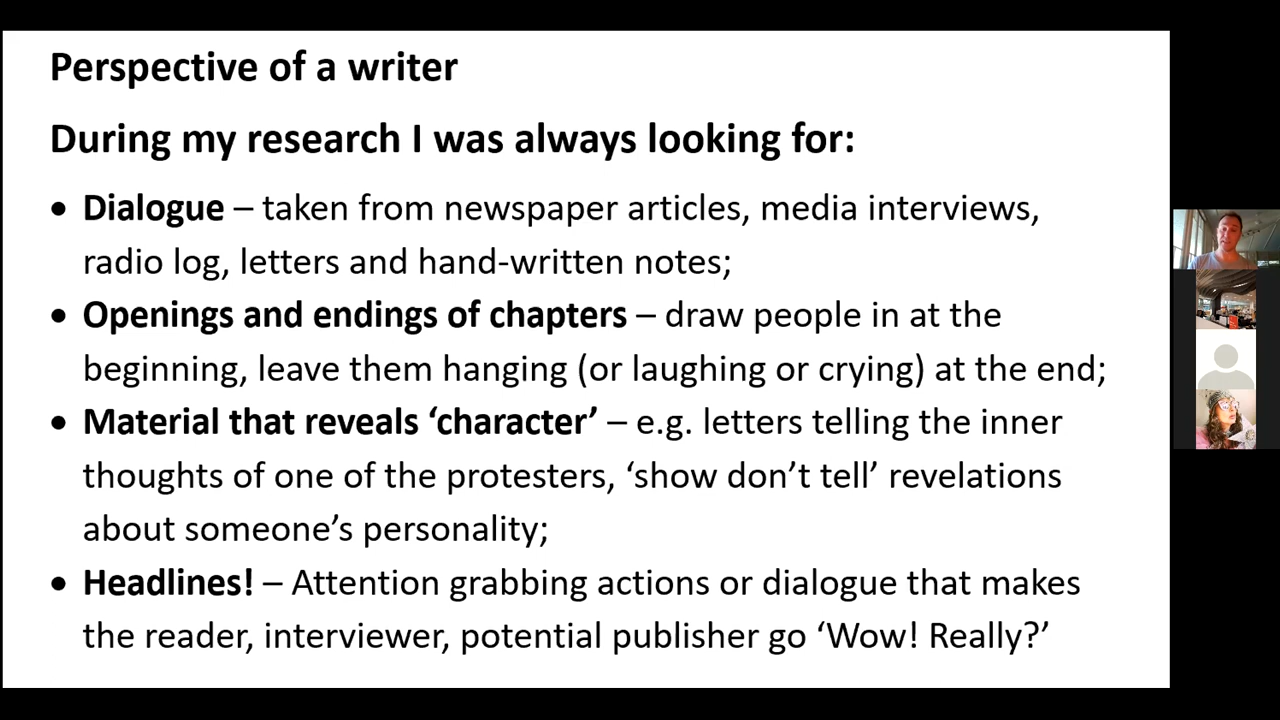 Perspective of a writer
During my research I was always looking for:
• Dialogue – taken from newspaper articles, media interviews,
radio log, letters and hand-written notes;
• Openings and endings of chapters – draw people in at the
beginning, leave them hanging (or laughing or crying) at the end;
• Material that reveals ‘character’ – e.g. letters telling the inner
thoughts of one of the protesters, ‘show don’t tell’ revelations
about someone’s personality;
• Headlines! – Attention grabbing actions or dialogue that makes
the reader, interviewer, potential publisher go ‘Wow! Really?’